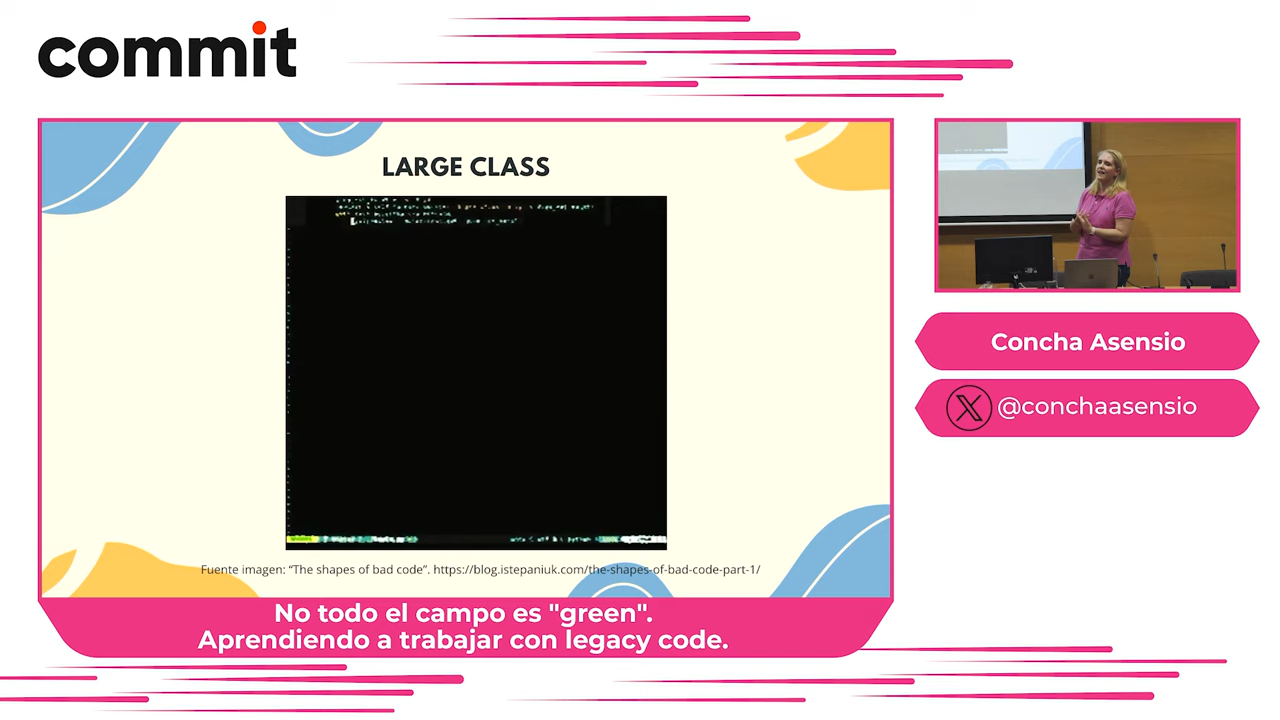 commit
LARGE CLASS
Fuente imagen: “The shapes of bad code”. https://blog.istepaniuk.com/the-shapes-of-bad-code-part-1/
No todo el campo es "green".
Aprendiendo a trabajar con legacy code.
Concha Asensio
@conchaasensio